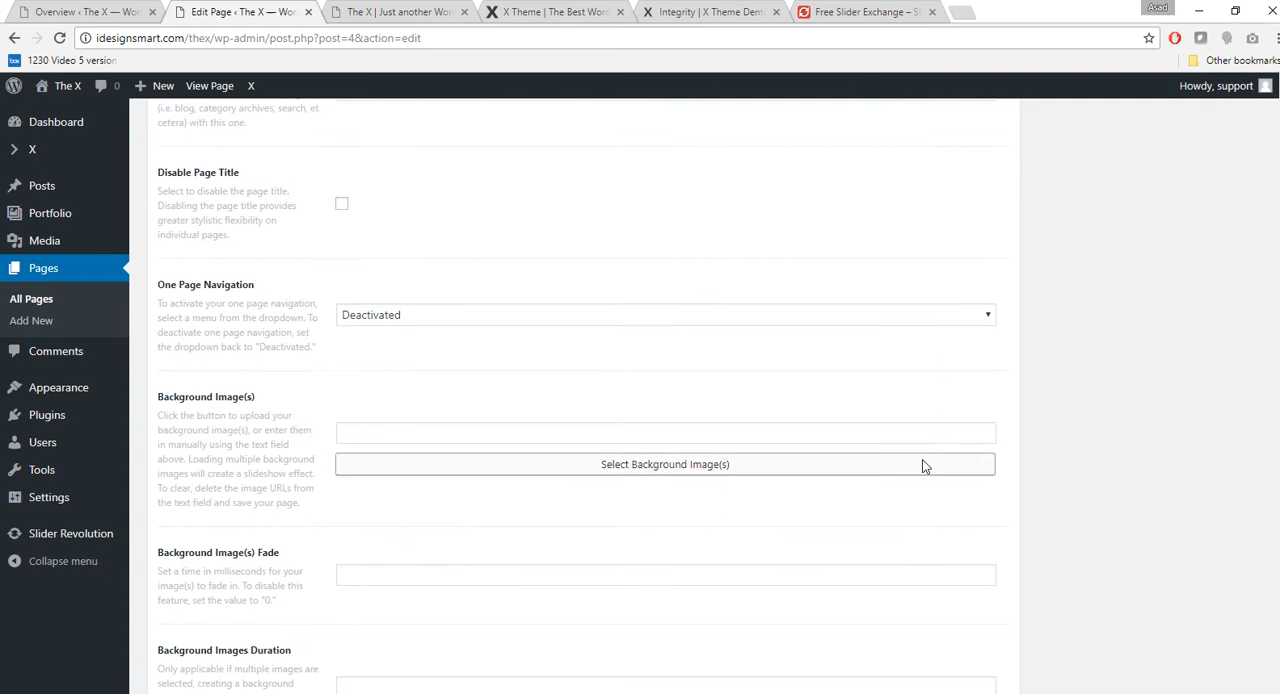 Overview ‹ The X — Wor
Edit Page ‹ The X — Wor
The X | Just another Wor
X Theme | The Best Word
Integrity | X Theme Dem
Free Slider Exchange – S
Asad
idesignsmart.com/thex/wp-admin/post.php?post=4&action=edit
1230 Video 5 version
Other bookmarks
The X
0
New
View Page
X
Howdy, support
Dashboard
X
Posts
Portfolio
Media
Pages
All Pages
Add New
Comments
Appearance
Plugins
Users
Tools
Settings
Slider Revolution
Collapse menu
(i.e. blog, category archives, search, et
cetera) with this one.
Disable Page Title
Select to disable the page title.
Disabling the page title provides
greater stylistic flexibility on
individual pages.
One Page Navigation
To activate your one page navigation,
select a menu from the dropdown. To
deactivate one page navigation, set
the dropdown back to "Deactivated."
Deactivated
Background Image(s)
Click the button to upload your
background image(s), or enter them
in manually using the text field
above. Loading multiple background
images will create a slideshow effect.
To clear, delete the image URLs from
the text field and save your page.
Select Background Image(s)
Background Image(s) Fade
Set a time in milliseconds for your
image(s) to fade in. To disable this
feature, set the value to "0."
Background Images Duration
Only applicable if multiple images are
selected, creating a background